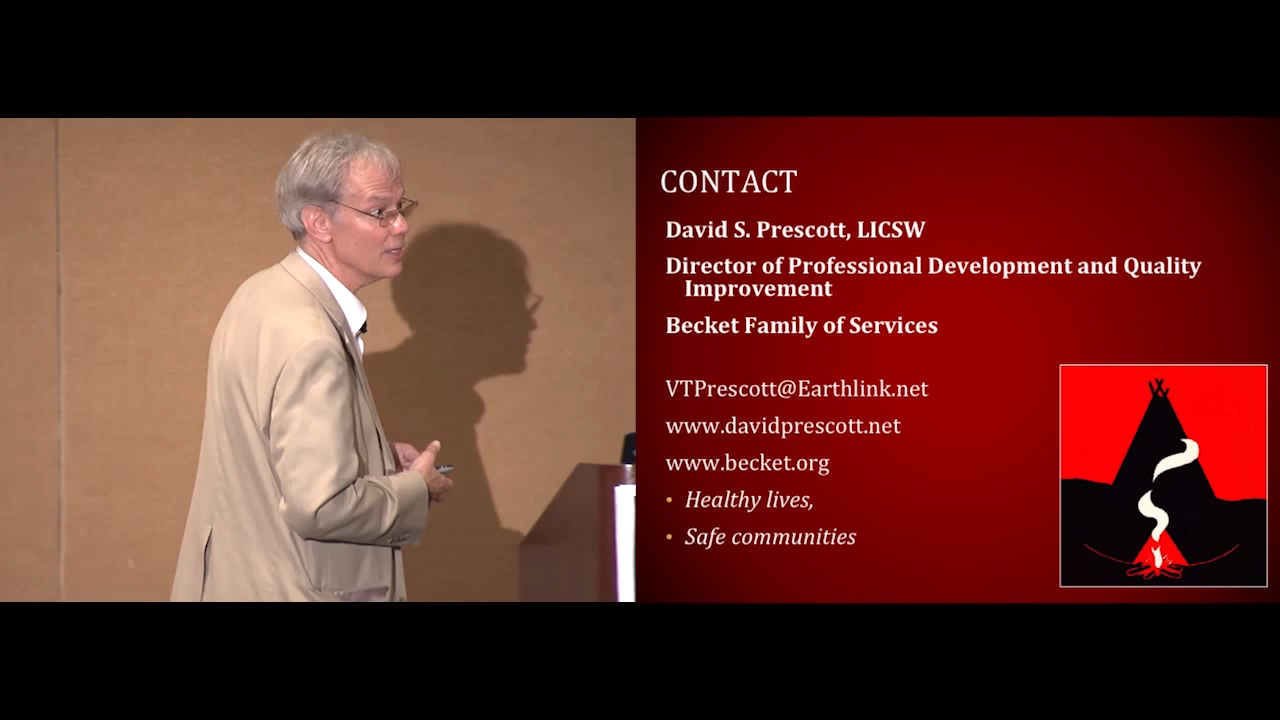 CONTACT
David S. Prescott, LICSW
Director of Professional Development and Quality
Improvement
Becket Family of Services
VTPrescott@Earthlink.net
www.davidprescott.net
www.becket.org
• Healthy lives,
• Safe communities